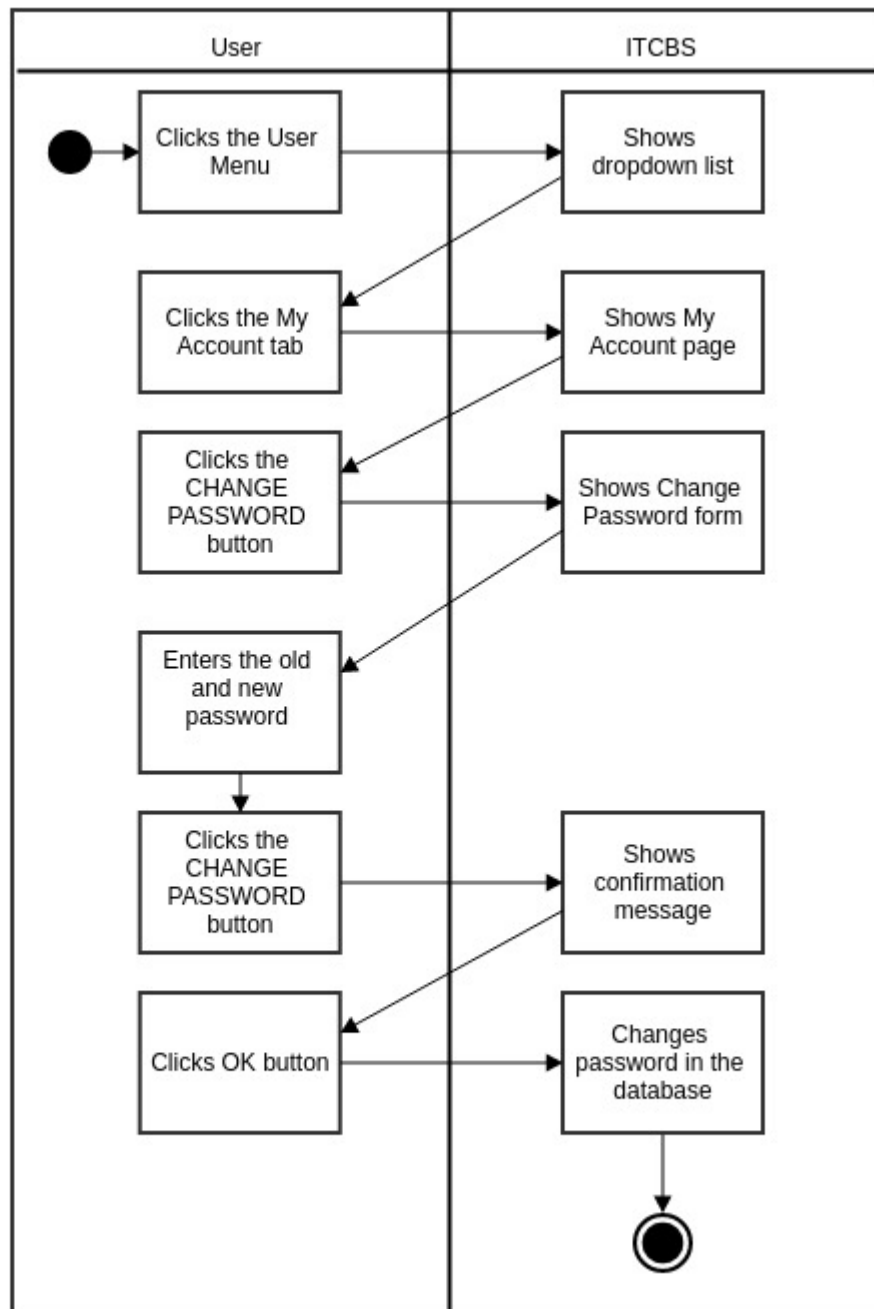 User
ITCBS
Clicks the User
Menu
Shows
dropdown list
Clicks the My
Account tab
Shows My
Account page
Clicks the
CHANGE
PASSWORD
button
Shows Change
Password form
Enters the old
and new
password
Clicks the
CHANGE
PASSWORD
button
Shows
confirmation
message
Clicks OK button
Changes
password in the
database